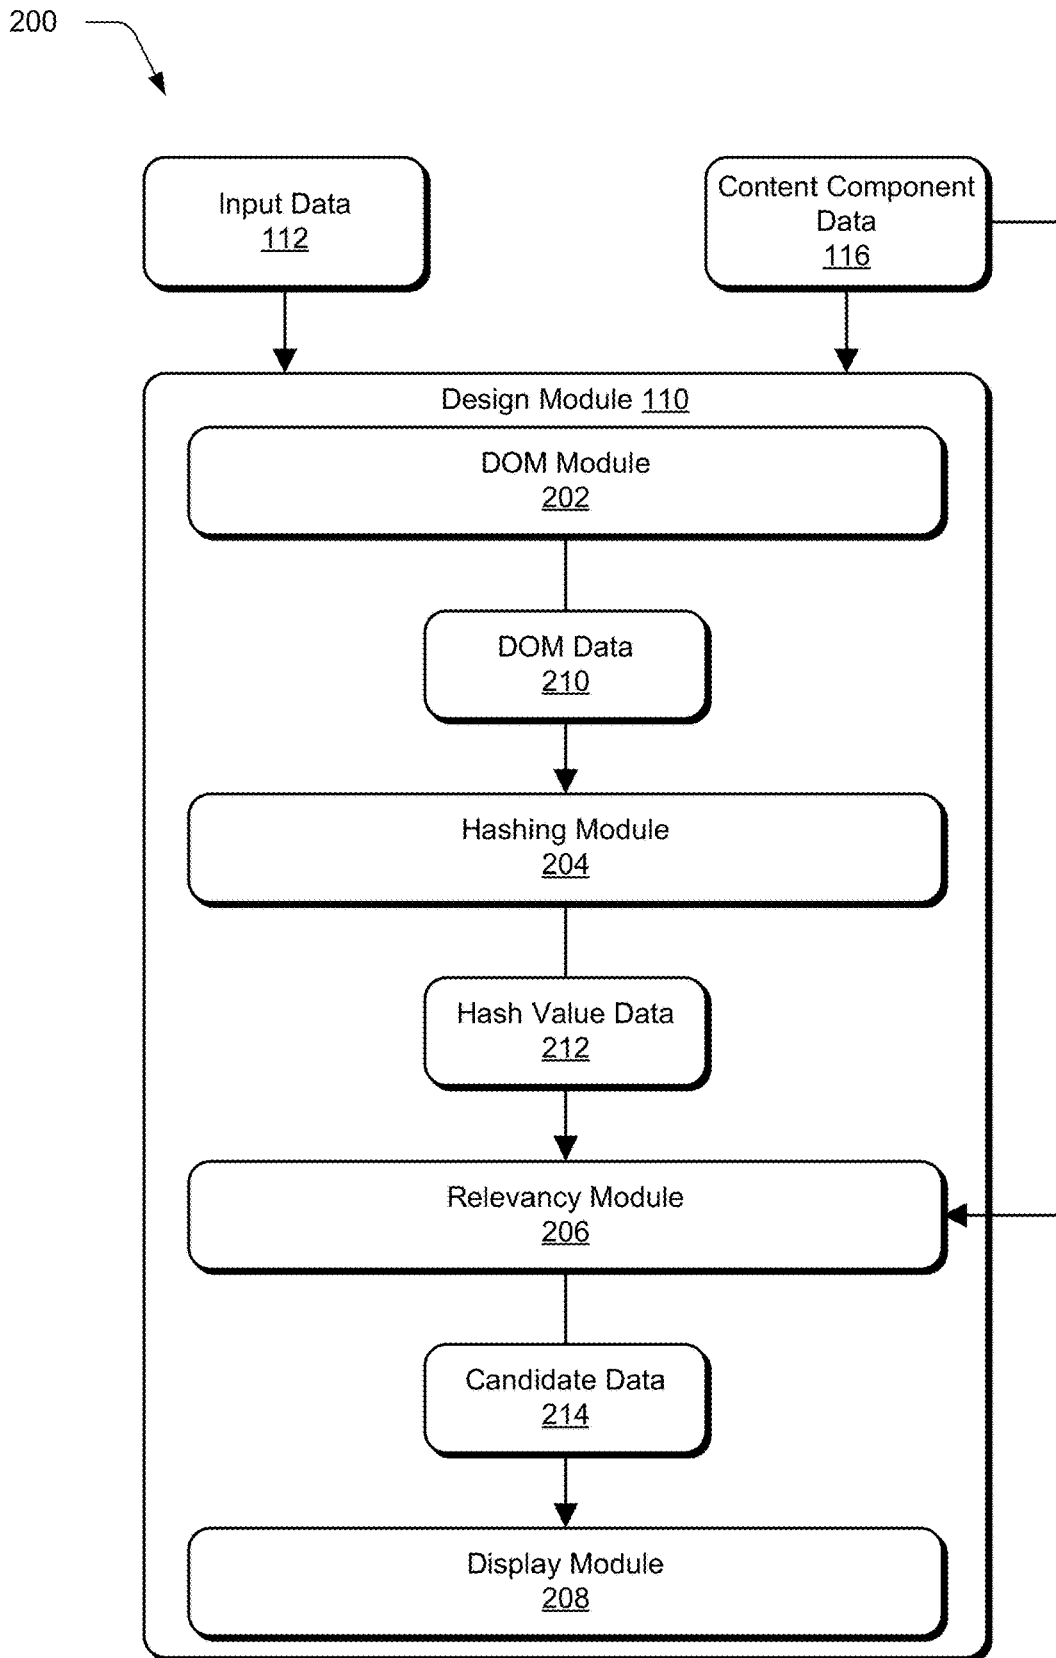 200
Input Data
112
Content Component
Data
116
Design Module 110
DOM Module
202
DOM Data
210
Hashing Module
204
Hash Value Data
212
Relevancy Module
206
Candidate Data
214
Display Module
208